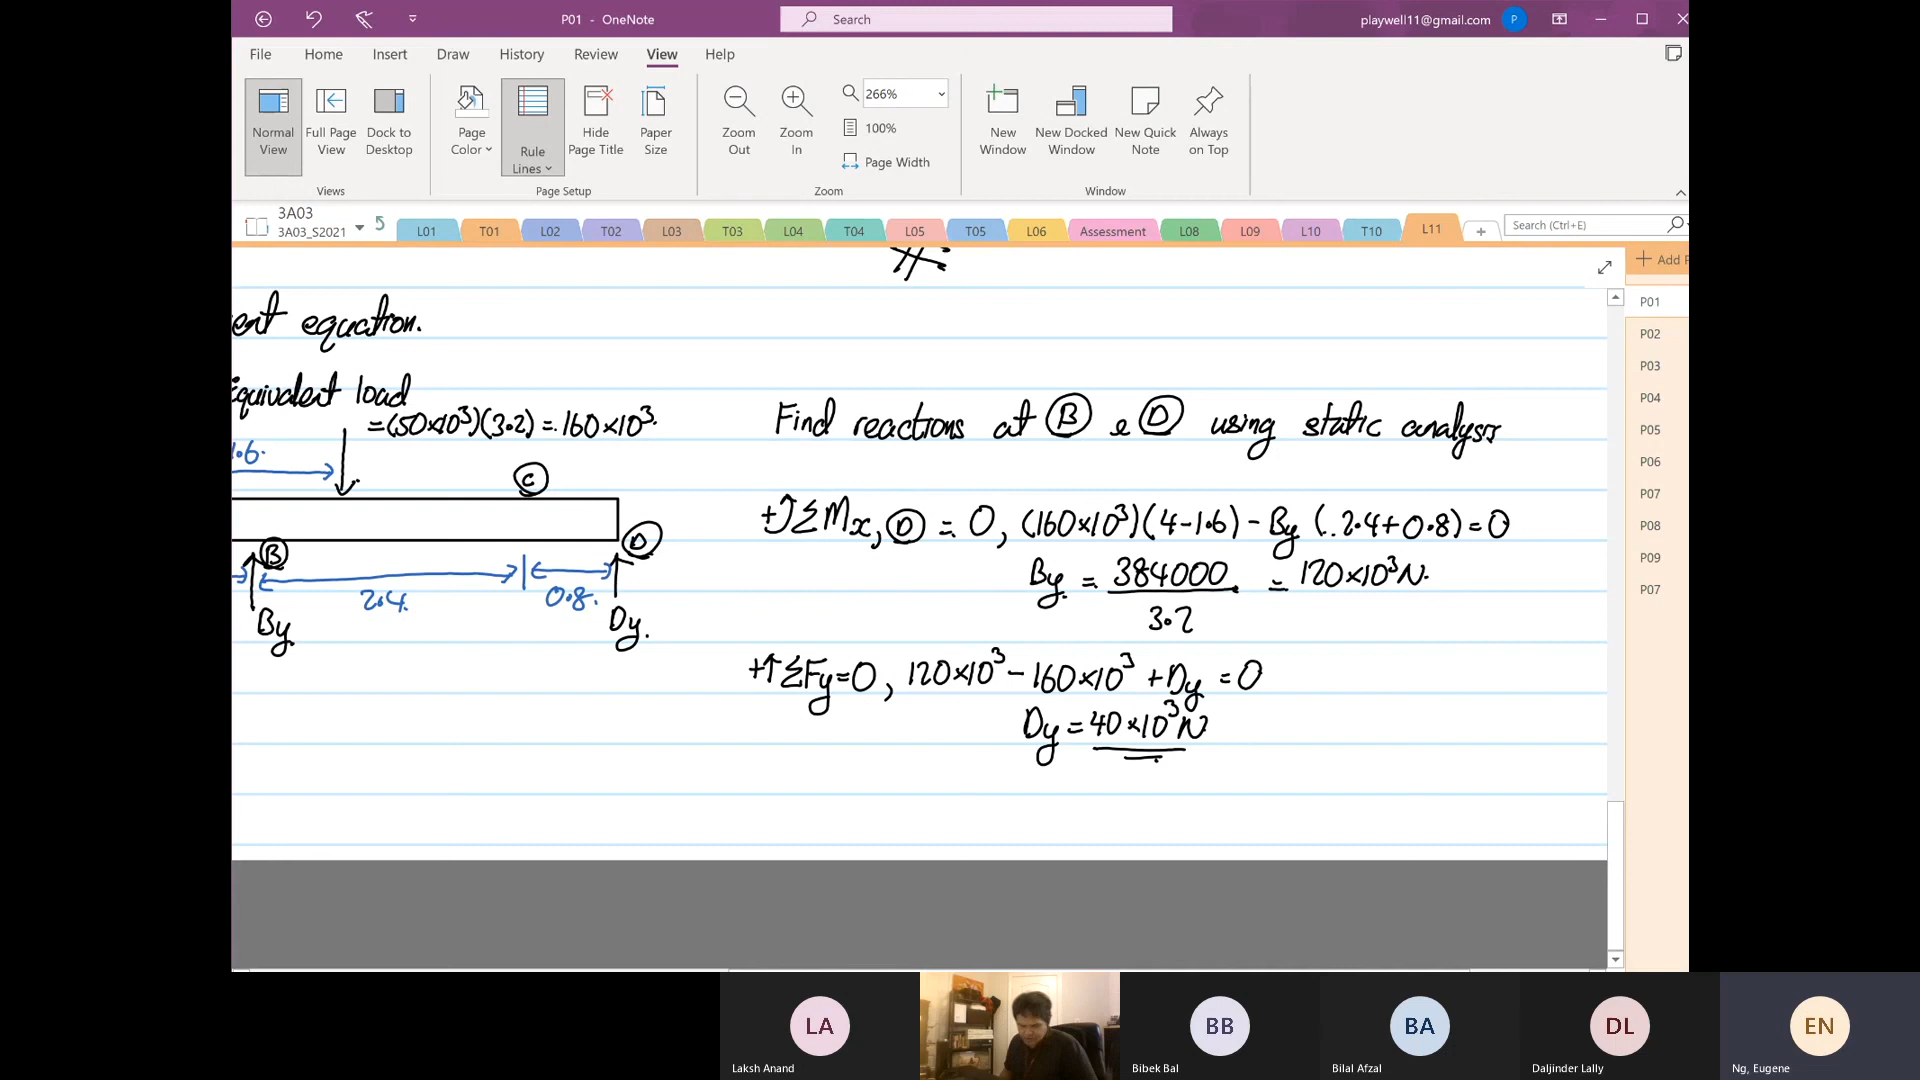 P01 - OneNote
Search
playwell11@gmail.com
P
File Home Insert Draw View History Review View Help
Normal View
Full Page View
Dock to Desktop
Views
Page Color
Rule Lines
Hide Page Title
Paper Size
Page Setup
Zoom Out
Zoom In
266%
100%
Page Width
Zoom
New Window
New Docked Window
New Quick Note
Always on Top
Window
3A03
3A03_S2021
L01 T01 L02 T02 L03 T03 L04 T04 L05 T05 L06 Assessment L08 L09 L10 T10 L11 +
Search (Ctrl+E)
Add P
P01
P02
P03
P04
P05
P06
P07
P08
P09
P07
ent equation.
Equivalent load
= (50×10³)(3.2) = 160×10³.
1.6.
C
B
D
2.4.
0.8.
By
Dy.
Find reactions at B & D using static analysis
+↺ΣMx,D = 0, (160×10³)(4-1.6) - By (..2.4+0.8) = 0
By. = 384000 / 3.2 = 120×10³N.
+↑ΣFy=0, 120×10³ - 160×10³ + Dy = 0
Dy = 40×10³N
LA
Laksh Anand
BB
Bibek Bal
BA
Bilal Afzal
DL
Daljinder Lally
EN
Ng, Eugene